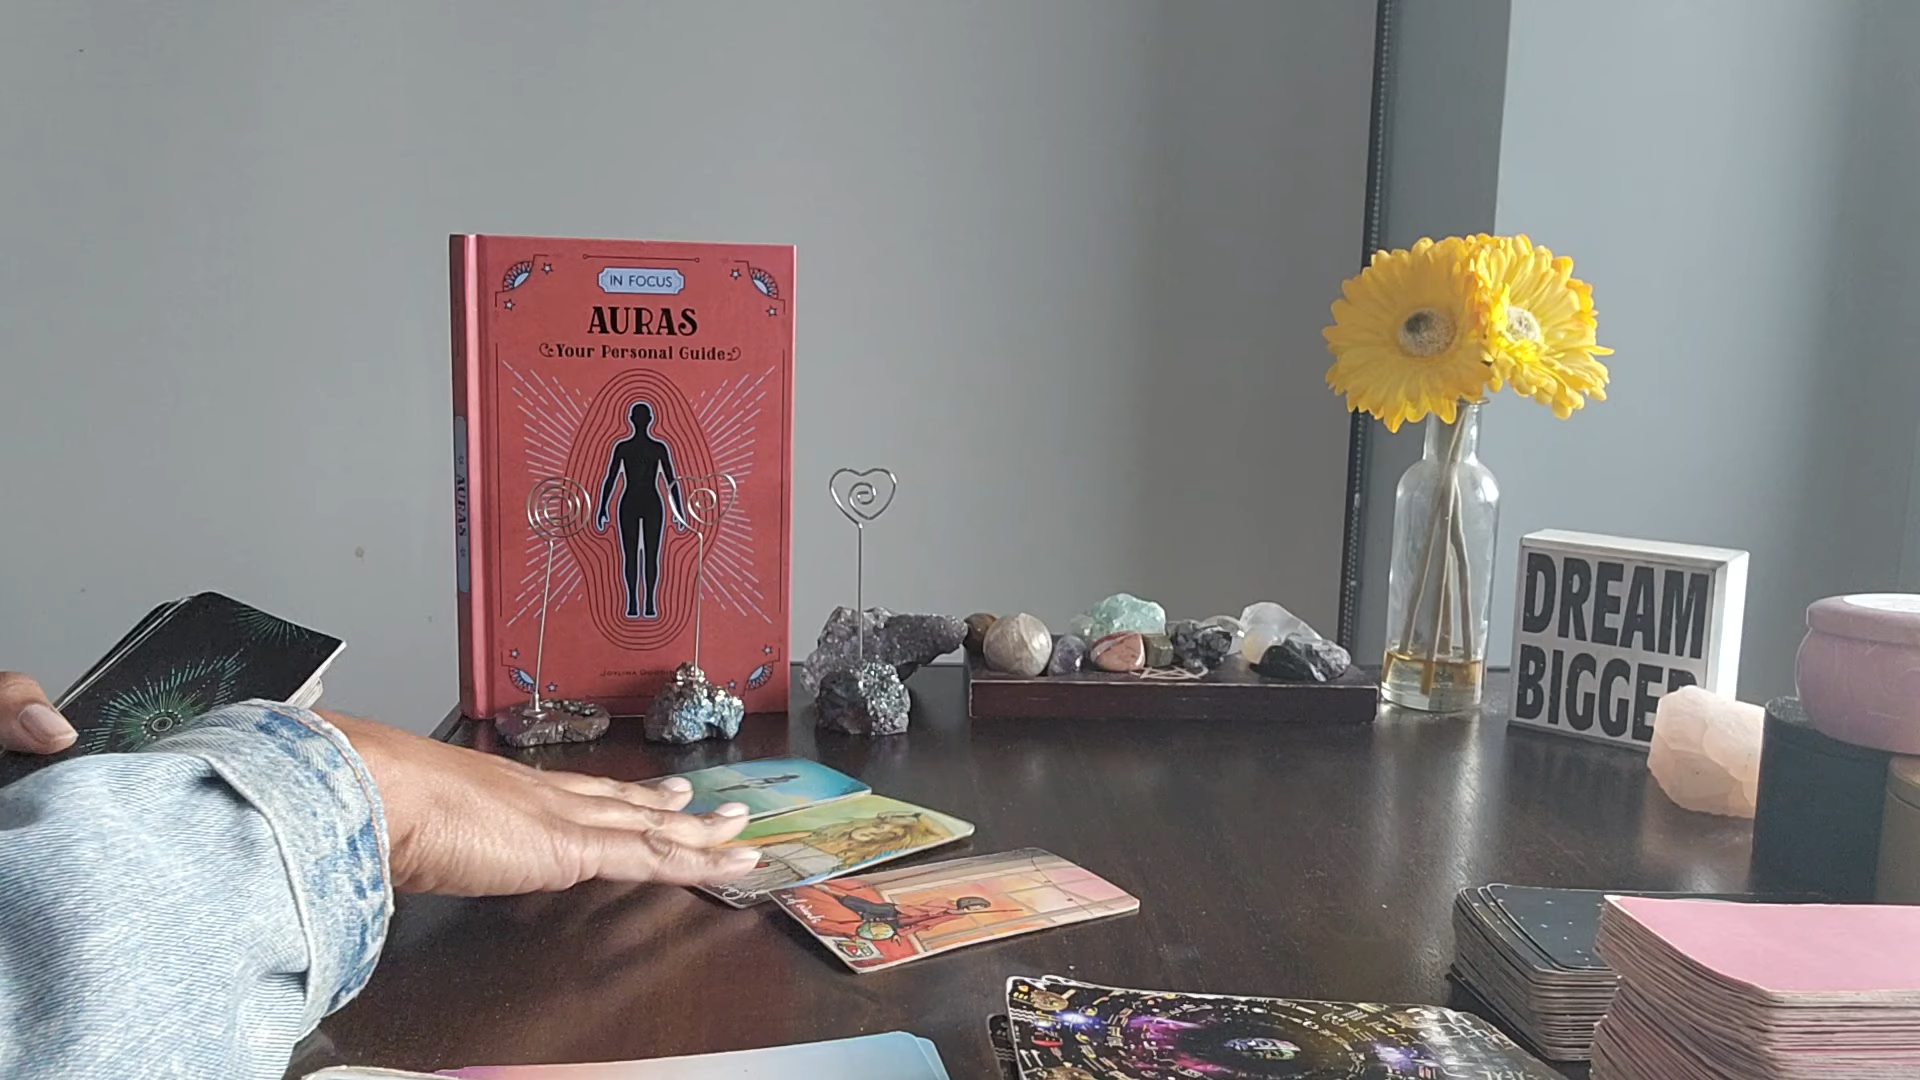 IN FOCUS
AURAS
Your Personal Guide
AURAS
DREAM
BIGGER